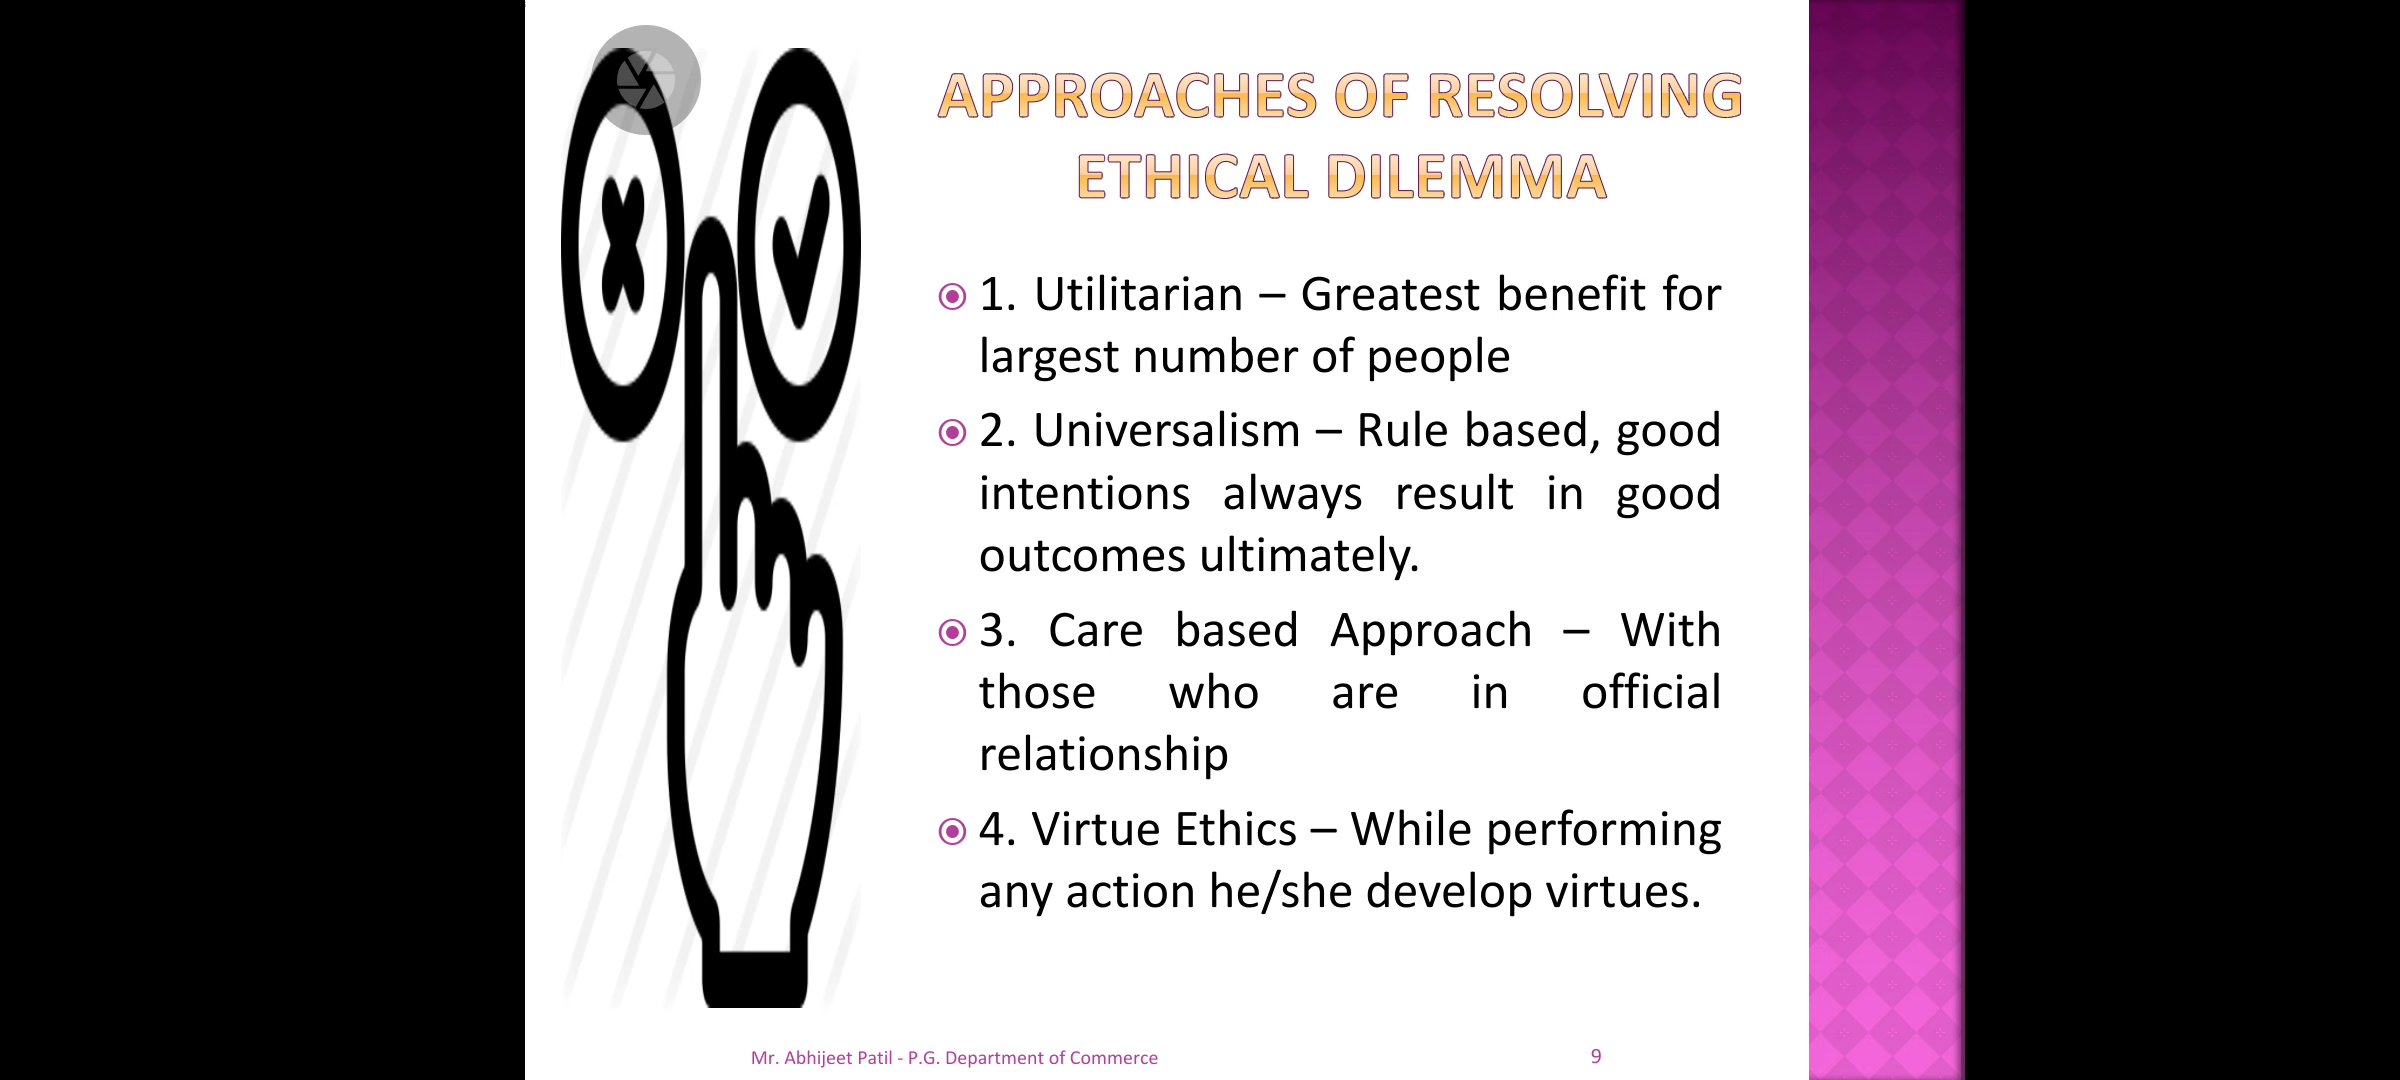 APPROACHES OF RESOLVING
ETHICAL DILEMMA
1. Utilitarian – Greatest benefit for
largest number of people
2. Universalism – Rule based, good
intentions always result in good
outcomes ultimately.
3. Care based Approach – With
those who are in official
relationship
4. Virtue Ethics – While performing
any action he/she develop virtues.
Mr. Abhijeet Patil - P.G. Department of Commerce
9